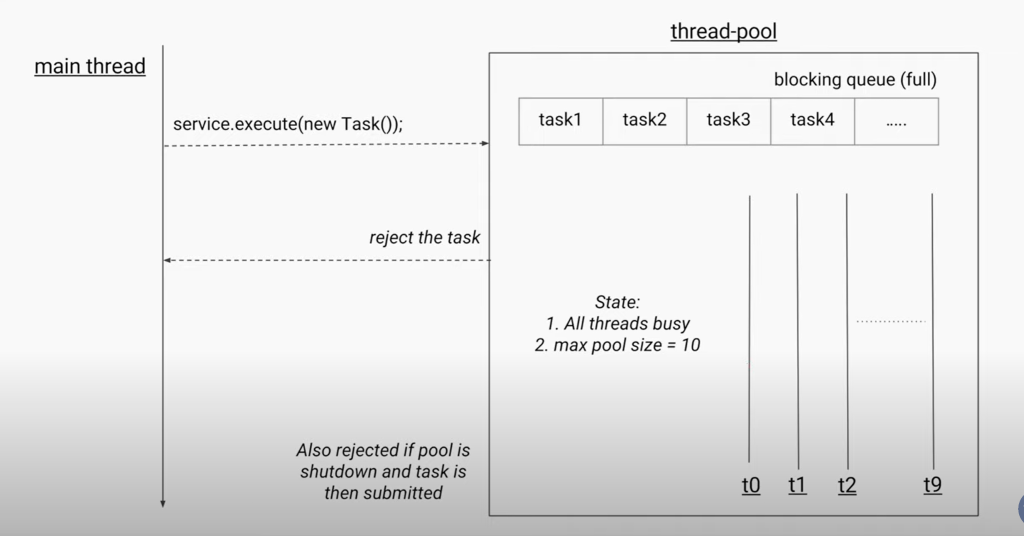 thread-pool
main thread
blocking queue (full)
service.execute(new Task());
task1 task2 task3 task4 .....
reject the task
State:
1. All threads busy
2. max pool size = 10
Also rejected if pool is
shutdown and task is
then submitted
t0 t1 t2 t9